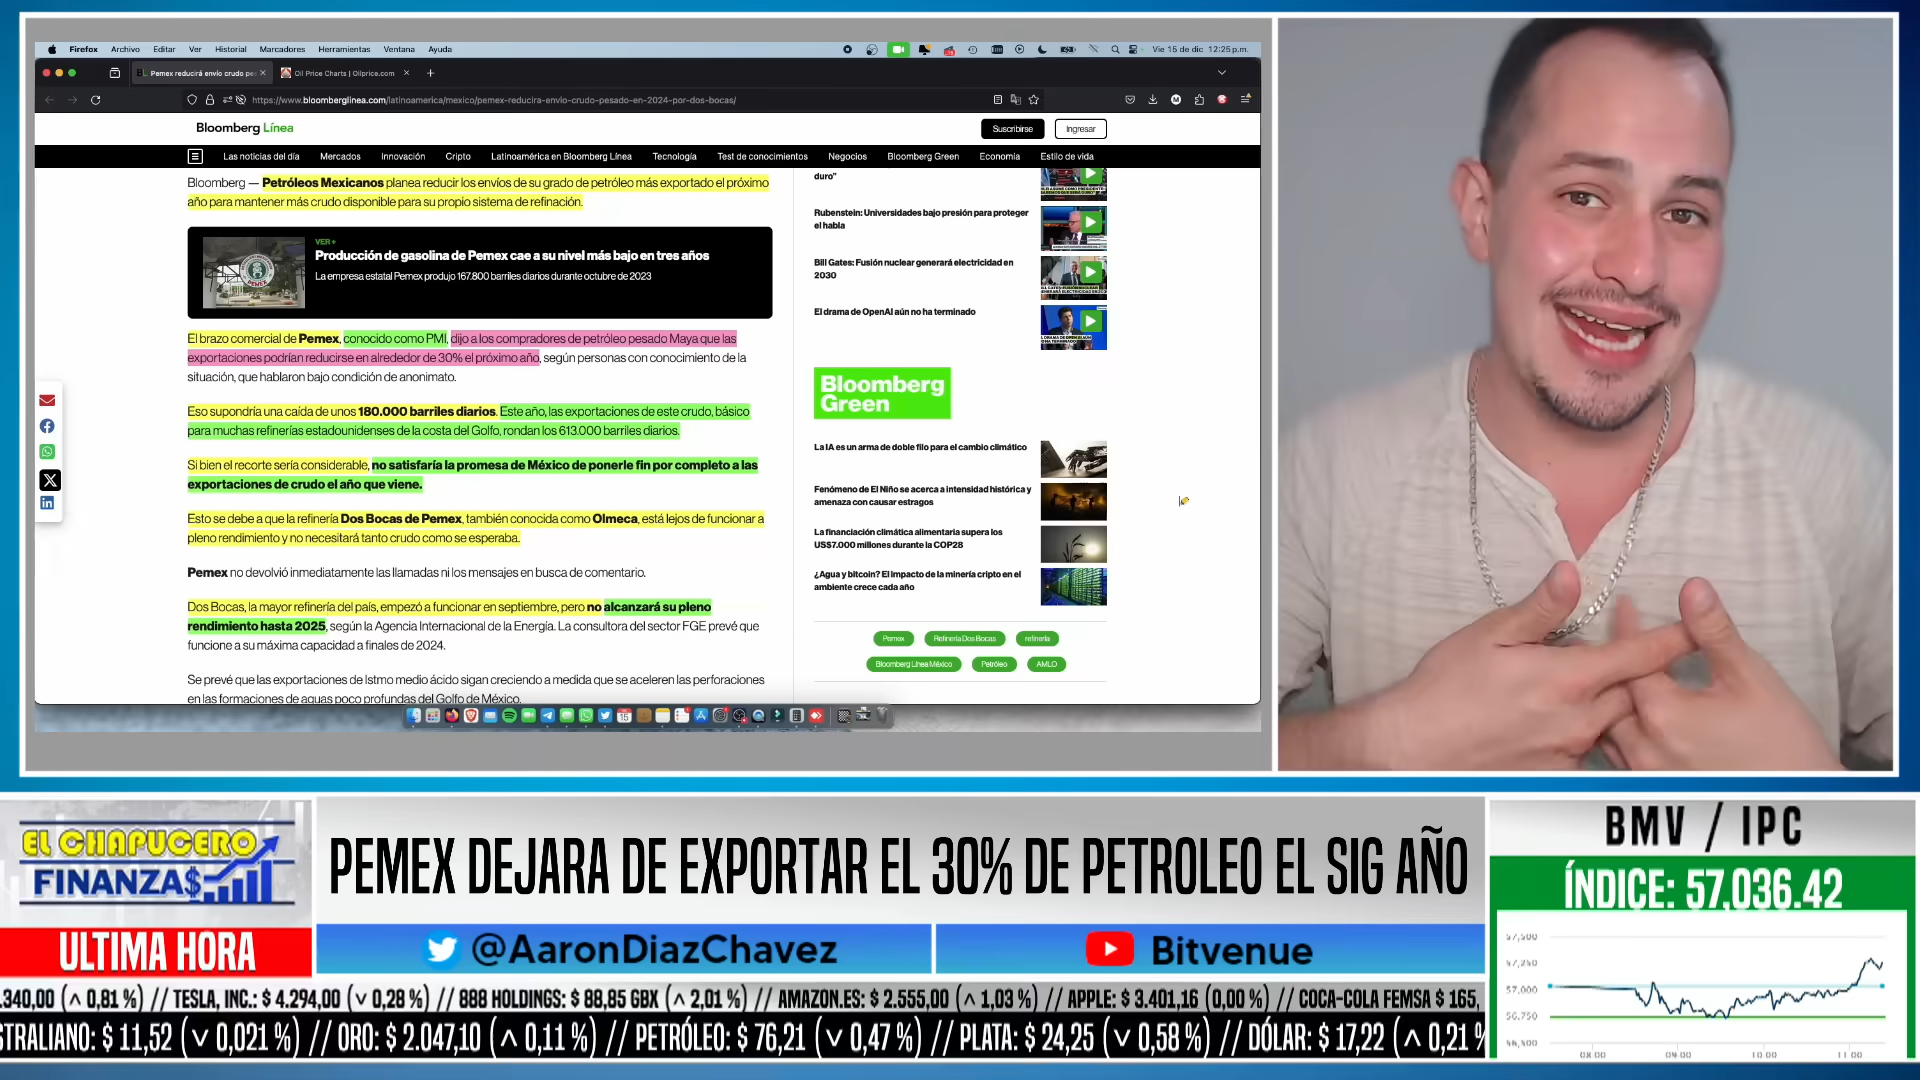 Firefox Archivo Editar Ver Historial Marcadores Herramientas Ventana Ayuda
Vie 15 de dic 12:25 p.m.
Pemex reducirá envío crudo pe
Oil Price Charts | Oilprice.com
https://www.bloomberglinea.com/latinoamerica/mexico/pemex-reducira-envio-crudo-pesado-en-2024-por-dos-bocas/
Bloomberg Línea
Suscribirse
Ingresar
Las noticias del día Mercados Innovación Cripto Latinoamérica en Bloomberg Línea Tecnología Test de conocimientos Negocios Bloomberg Green Economía Estilo de vida
Bloomberg — Petróleos Mexicanos planea reducir los envíos de su grado de petróleo más exportado el próximo
año para mantener más crudo disponible para su propio sistema de refinación.
VER +
Producción de gasolina de Pemex cae a su nivel más bajo en tres años
La empresa estatal Pemex produjo 167.800 barriles diarios durante octubre de 2023
El brazo comercial de Pemex, conocido como PMI, dijo a los compradores de petróleo pesado Maya que las
exportaciones podrían reducirse en alrededor de 30% el próximo año, según personas con conocimiento de la
situación, que hablaron bajo condición de anonimato.
Eso supondría una caída de unos 180.000 barriles diarios. Este año, las exportaciones de este crudo, básico
para muchas refinerías estadounidenses de la costa del Golfo, rondan los 613.000 barriles diarios.
Si bien el recorte sería considerable, no satisfaría la promesa de México de ponerle fin por completo a las
exportaciones de crudo el año que viene.
Esto se debe a que la refinería Dos Bocas de Pemex, también conocida como Olmeca, está lejos de funcionar a
pleno rendimiento y no necesitará tanto crudo como se esperaba.
Pemex no devolvió inmediatamente las llamadas ni los mensajes en busca de comentario.
Dos Bocas, la mayor refinería del país, empezó a funcionar en septiembre, pero no alcanzará su pleno
rendimiento hasta 2025, según la Agencia Internacional de la Energía. La consultora del sector FGE prevé que
funcione a su máxima capacidad a finales de 2024.
Se prevé que las exportaciones de Istmo medio ácido sigan creciendo a medida que se aceleren las perforaciones
en las formaciones de aguas poco profundas del Golfo de México.
duro"
Rubenstein: Universidades bajo presión para proteger
el habla
Bill Gates: Fusión nuclear generará electricidad en
2030
El drama de OpenAI aún no ha terminado
Bloomberg
Green
La IA es un arma de doble filo para el cambio climático
Fenómeno de El Niño se acerca a intensidad histórica y
amenaza con causar estragos
La financiación climática alimentaria supera los
US$7.000 millones durante la COP28
¿Agua y bitcoin? El impacto de la minería cripto en el
ambiente crece cada año
Pemex Refinería Dos Bocas refinería
Bloomberg Línea México Petróleo AMLO
EL CHAPUCERO
FINANZA$
ULTIMA HORA
PEMEX DEJARA DE EXPORTAR EL 30% DE PETROLEO EL SIG AÑO
@AaronDiazChavez
Bitvenue
BMV / IPC
ÍNDICE: 57,036.42
57,500
57,250
57,000
56,750
56,500
08:00 09:00 10:00 11:00
.340,00 (^ 0,81 %) // TESLA, INC.: $ 4.294,00 (v 0,28 %) // 888 HOLDINGS: $ 88,85 GBX (^ 2,01 %) // AMAZON.ES: $ 2.555,00 (^ 1,03 %) // APPLE: $ 3.401,16 (0,00 %) // COCA-COLA FEMSA $ 165,
STRALIANO: $ 11,52 (v 0,021 %) // ORO: $ 2.047,10 (^ 0,11 %) // PETRÓLEO: $ 76,21 (v 0,47 %) // PLATA: $ 24,25 (v 0,58 %) // DÓLAR: $ 17,22 (^ 0,21 %